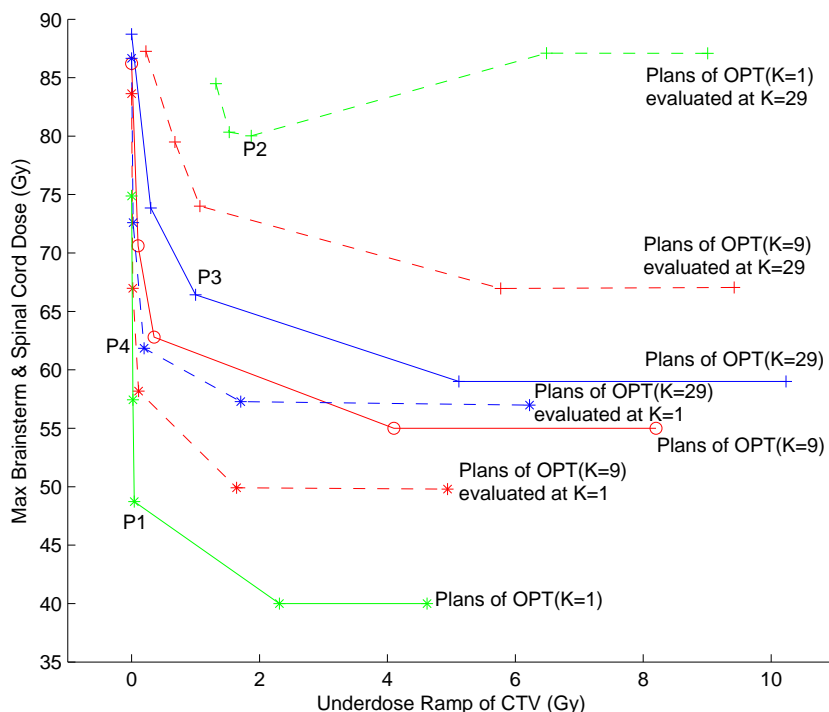 90
85
80
75
70
65
60
55
50
45
40
35
0
2
4
6
8
10
Max Brainsterm & Spinal Cord Dose (Gy)
Underdose Ramp of CTV (Gy)
Plans of OPT(K=1)
evaluated at K=29
P2
Plans of OPT(K=9)
evaluated at K=29
P3
P4
Plans of OPT(K=29)
Plans of OPT(K=29)
evaluated at K=1
Plans of OPT(K=9)
Plans of OPT(K=9)
evaluated at K=1
P1
Plans of OPT(K=1)